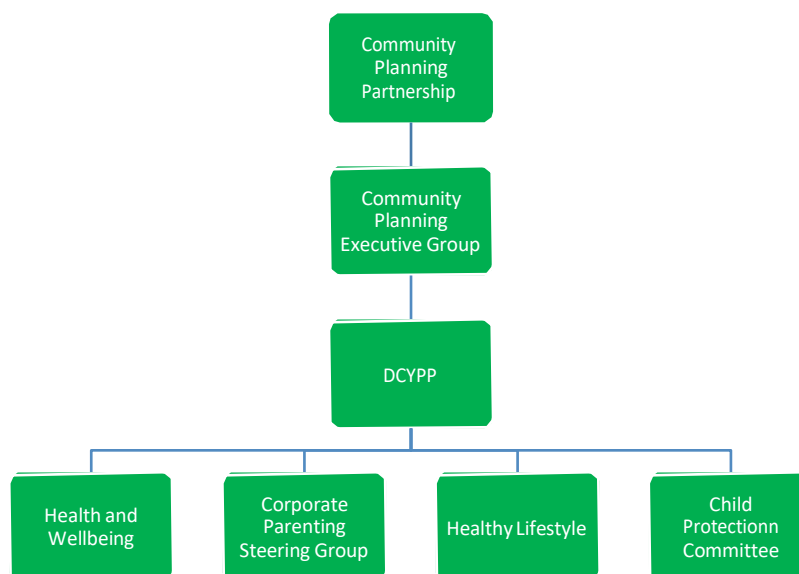 Community
Planning
Partnership
Community
Planning
Executive Group
DCYPP
Health and
Wellbeing
Corporate
Parenting
Steering Group
Healthy Lifestyle
Child
Protectionn
Committee